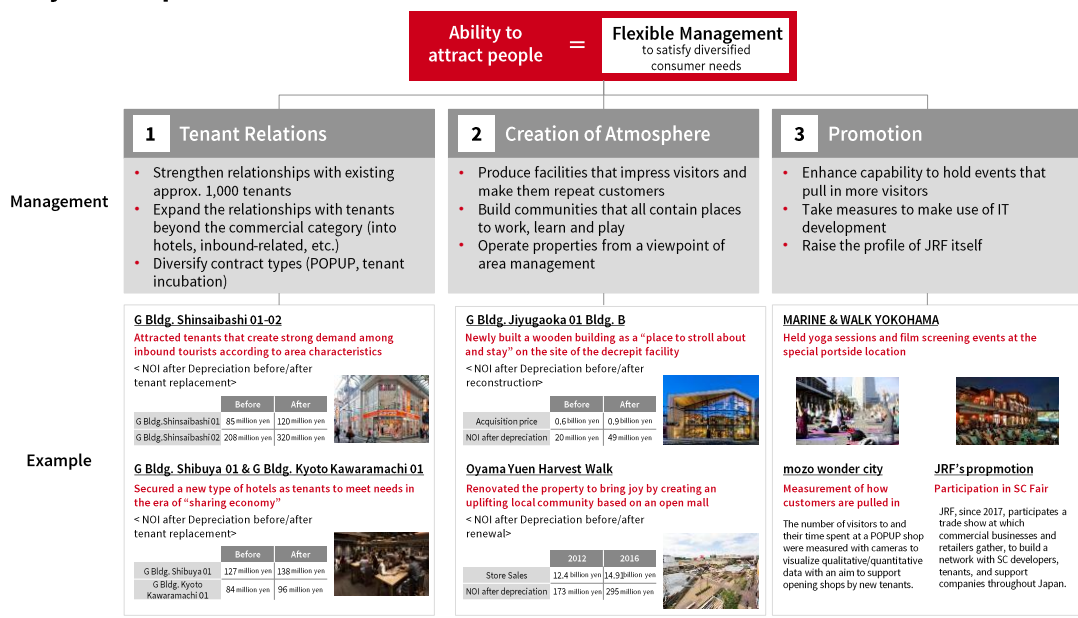 Ability to
attract people
=
Flexible Management
to satisfy diversified
consumer needs
1 Tenant Relations
2 Creation of Atmosphere
3 Promotion
Management
• Strengthen relationships with existing
approx. 1,000 tenants
• Expand the relationships with tenants
beyond the commercial category (into
hotels, inbound-related, etc.)
• Diversify contract types (POPUP, tenant
incubation)
• Produce facilities that impress visitors and
make them repeat customers
• Build communities that all contain places
to work, learn and play
• Operate properties from a viewpoint of
area management
• Enhance capability to hold events that
pull in more visitors
• Take measures to make use of IT
development
• Raise the profile of JRF itself
Example
G Bldg. Shinsaibashi 01-02
Attracted tenants that create strong demand among
inbound tourists according to area characteristics
< NOI after Depreciation before/after
tenant replacement>
Before After
G Bldg.Shinsaibashi 01 85 million yen 120 million yen
G Bldg.Shinsaibashi 02 208 million yen 320 million yen
G Bldg. Shibuya 01 & G Bldg. Kyoto Kawaramachi 01
Secured a new type of hotels as tenants to meet needs in
the era of “sharing economy”
< NOI after Depreciation before/after
tenant replacement>
Before After
G Bldg. Shibuya 01 127 million yen 138 million yen
G Bldg. Kyoto
Kawaramachi 01 84 million yen 96 million yen
G Bldg. Jiyugaoka 01 Bldg. B
Newly built a wooden building as a “place to stroll about
and stay” on the site of the decrepit facility
< NOI after Depreciation before/after
reconstruction>
Before After
Acquisition price 0.6 billion yen 0.9 billion yen
NOI after depreciation 20 million yen 49 million yen
Oyama Yuen Harvest Walk
Renovated the property to bring joy by creating an
uplifting local community based on an open mall
< NOI after Depreciation before/after
renewal>
2012 2016
Store Sales 12.4 billion yen 14.91billion yen
NOI after depreciation 173 million yen 295 million yen
MARINE & WALK YOKOHAMA
Held yoga sessions and film screening events at the
special portside location
mozo wonder city
Measurement of how
customers are pulled in
The number of visitors to and
their time spent at a POPUP shop
were measured with cameras to
visualize qualitative/quantitative
data with an aim to support
opening shops by new tenants.
JRF’s propmotion
Participation in SC Fair
JRF, since 2017, participates a
trade show at which
commercial businesses and
retailers gather, to build a
network with SC developers,
tenants, and support
companies throughout Japan.